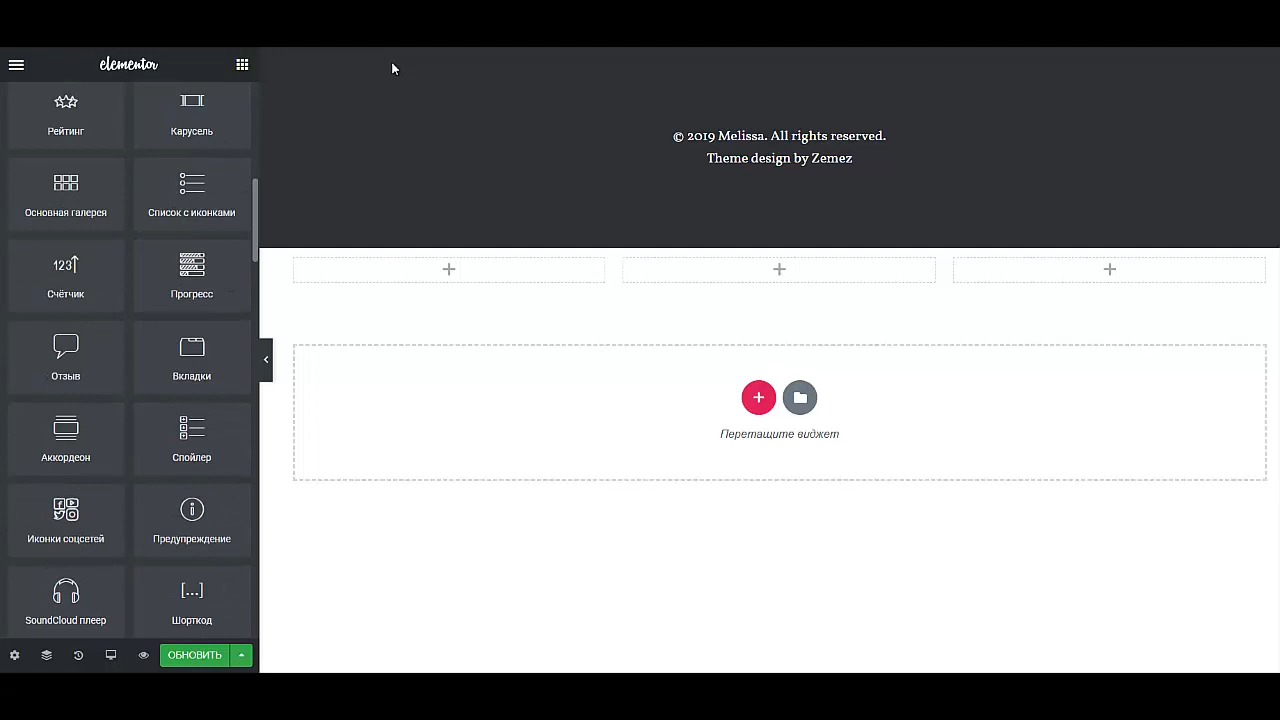 elementor
Рейтинг
Карусель
Основная галерея
Список с иконками
123
Счётчик
Прогресс
Отзыв
Вкладки
Аккордеон
Спойлер
Иконки соцсетей
Предупреждение
[...]
SoundCloud плеер
Шорткод
ОБНОВИТЬ
© 2019 Melissa. All rights reserved.
Theme design by Zemez
Перетащите виджет